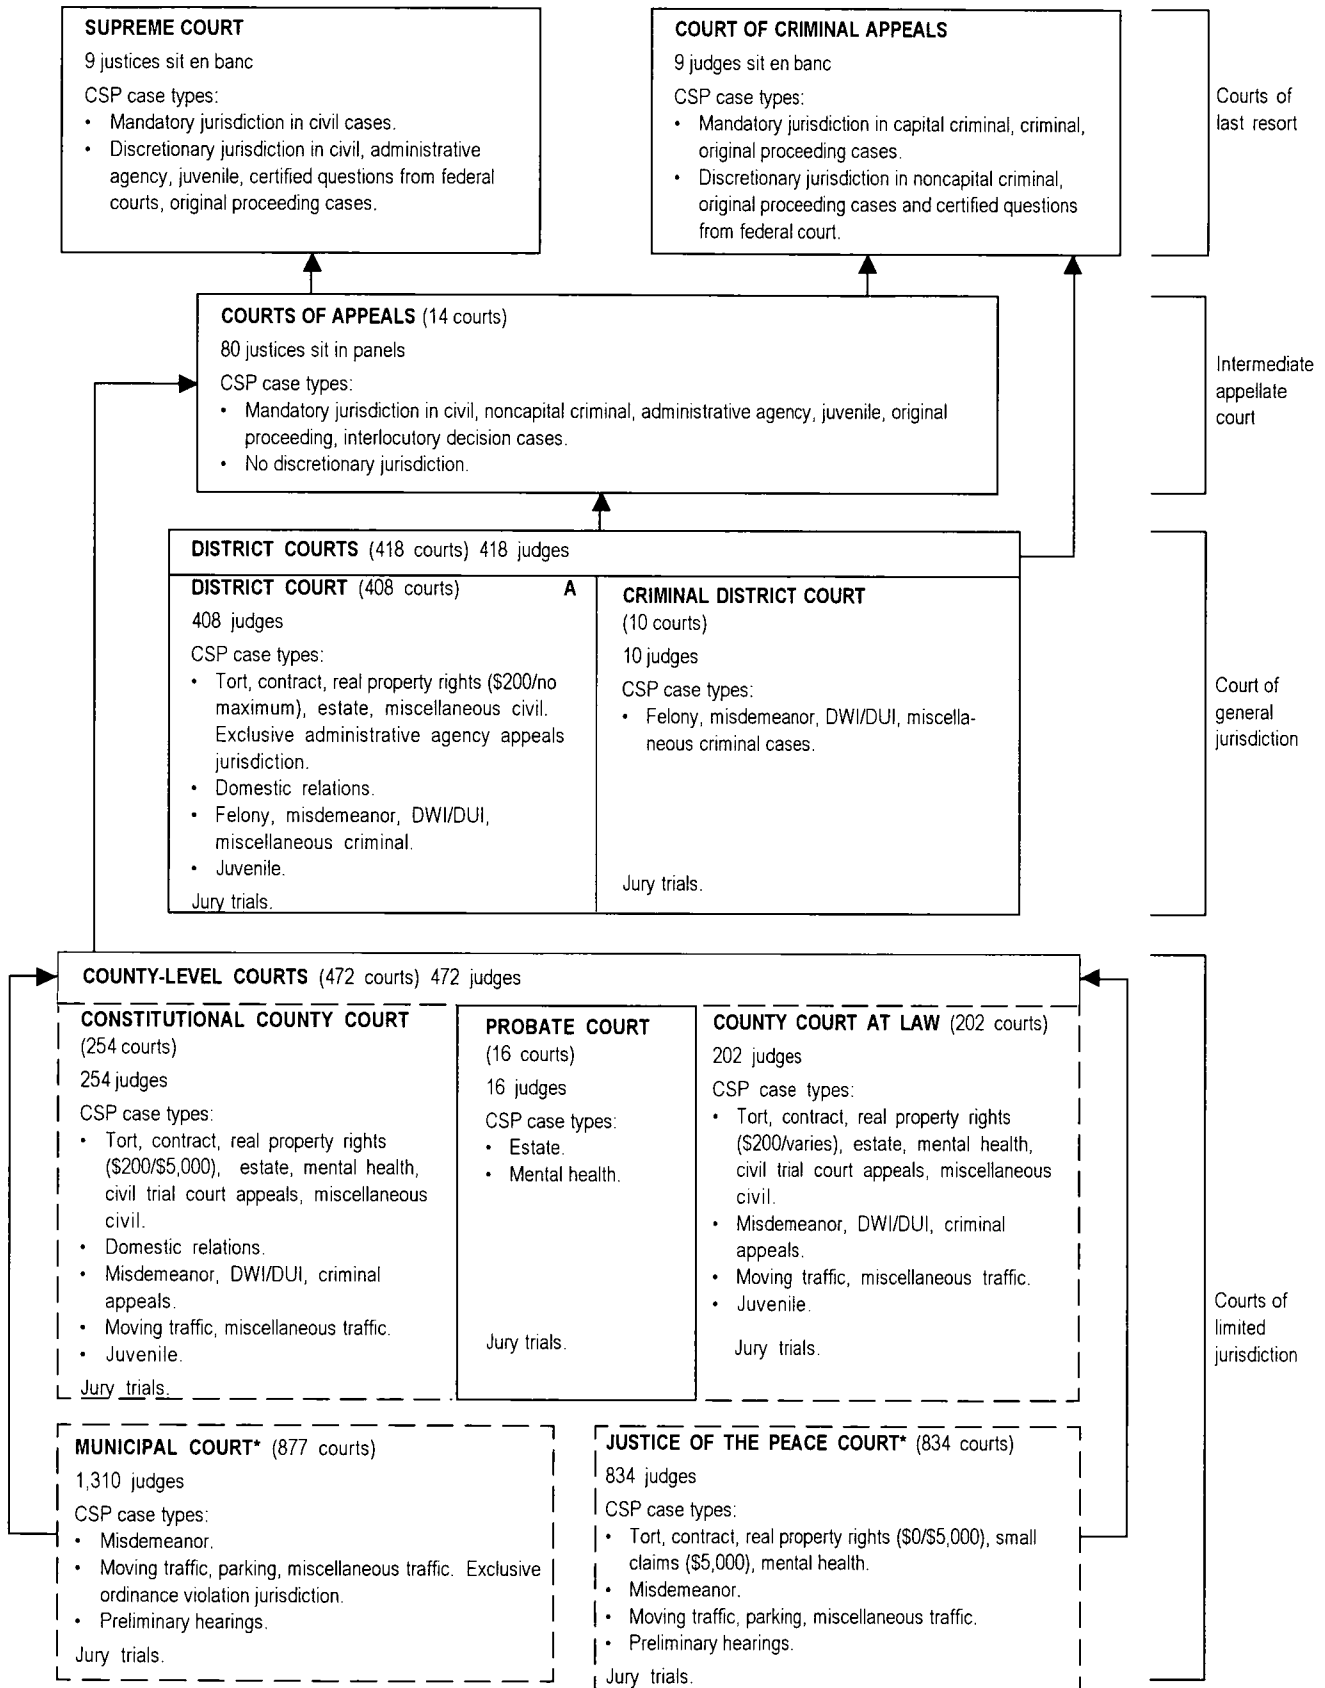 SUPREME COURT
9 justices sit en banc
CSP case types:
• Mandatory jurisdiction in civil cases.
• Discretionary jurisdiction in civil, administrative
agency, juvenile, certified questions from federal
courts, original proceeding cases.
COURT OF CRIMINAL APPEALS
9 judges sit en banc
CSP case types:
• Mandatory jurisdiction in capital criminal, criminal,
original proceeding cases.
• Discretionary jurisdiction in noncapital criminal,
original proceeding cases and certified questions
from federal court.
Courts of
last resort
COURTS OF APPEALS (14 courts)
80 justices sit in panels
CSP case types:
• Mandatory jurisdiction in civil, noncapital criminal, administrative agency, juvenile, original
proceeding, interlocutory decision cases.
• No discretionary jurisdiction.
Intermediate
appellate
court
DISTRICT COURTS (418 courts) 418 judges
DISTRICT COURT (408 courts) A
408 judges
CSP case types:
• Tort, contract, real property rights ($200/no
maximum), estate, miscellaneous civil.
Exclusive administrative agency appeals
jurisdiction.
• Domestic relations.
• Felony, misdemeanor, DWI/DUI,
miscellaneous criminal.
• Juvenile.
Jury trials.
CRIMINAL DISTRICT COURT
(10 courts)
10 judges
CSP case types:
• Felony, misdemeanor, DWI/DUI, miscella-
neous criminal cases.
Jury trials.
Court of
general
jurisdiction
COUNTY-LEVEL COURTS (472 courts) 472 judges
CONSTITUTIONAL COUNTY COURT
(254 courts)
254 judges
CSP case types:
• Tort, contract, real property rights
($200/$5,000), estate, mental health,
civil trial court appeals, miscellaneous
civil.
• Domestic relations.
• Misdemeanor, DWI/DUI, criminal
appeals.
• Moving traffic, miscellaneous traffic.
• Juvenile.
Jury trials.
PROBATE COURT
(16 courts)
16 judges
CSP case types:
• Estate.
• Mental health.
Jury trials.
COUNTY COURT AT LAW (202 courts)
202 judges
CSP case types:
• Tort, contract, real property rights
($200/varies), estate, mental health,
civil trial court appeals, miscellaneous
civil.
• Misdemeanor, DWI/DUI, criminal
appeals.
• Moving traffic, miscellaneous traffic.
• Juvenile.
Jury trials.
Courts of
limited
jurisdiction
MUNICIPAL COURT* (877 courts)
1,310 judges
CSP case types:
• Misdemeanor.
• Moving traffic, parking, miscellaneous traffic. Exclusive
ordinance violation jurisdiction.
• Preliminary hearings.
Jury trials.
JUSTICE OF THE PEACE COURT* (834 courts)
834 judges
CSP case types:
• Tort, contract, real property rights ($0/$5,000), small
claims ($5,000), mental health.
• Misdemeanor.
• Moving traffic, parking, miscellaneous traffic.
• Preliminary hearings.
Jury trials.